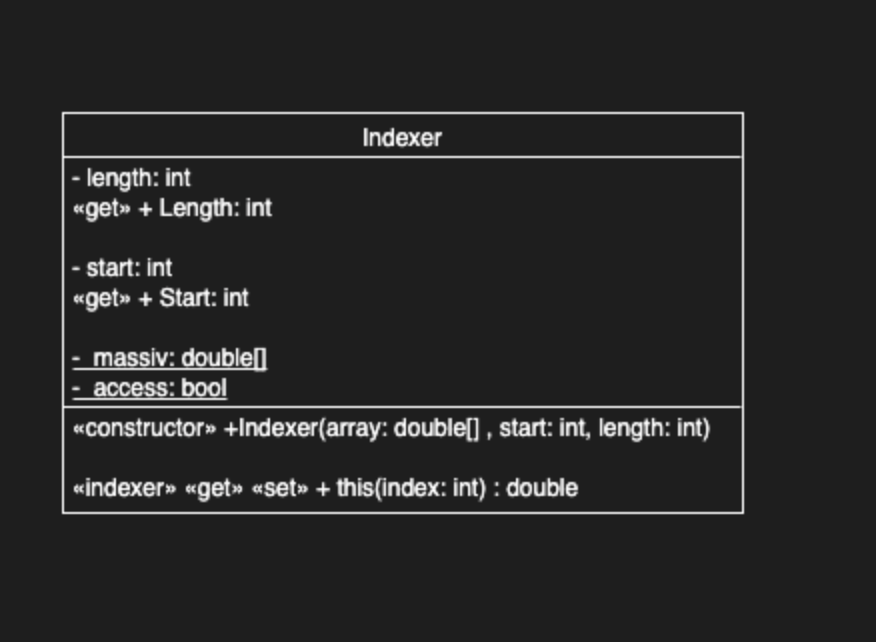 Indexer
- length: int
«get» + Length: int
- start: int
«get» + Start: int
- massiv: double[]
- access: bool
«constructor» +Indexer(array: double[] , start: int, length: int)
«indexer» «get» «set» + this(index: int) : double